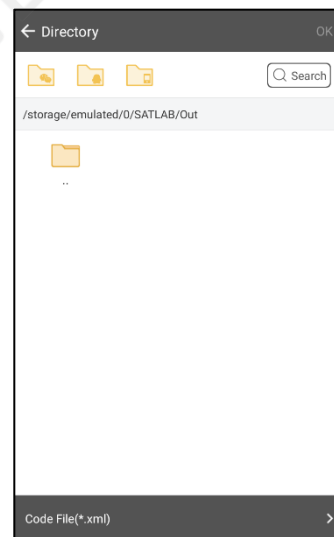 Directory
OK
Search
/storage/emulated/0/SATLAB/Out
..
Code File(*.xml)